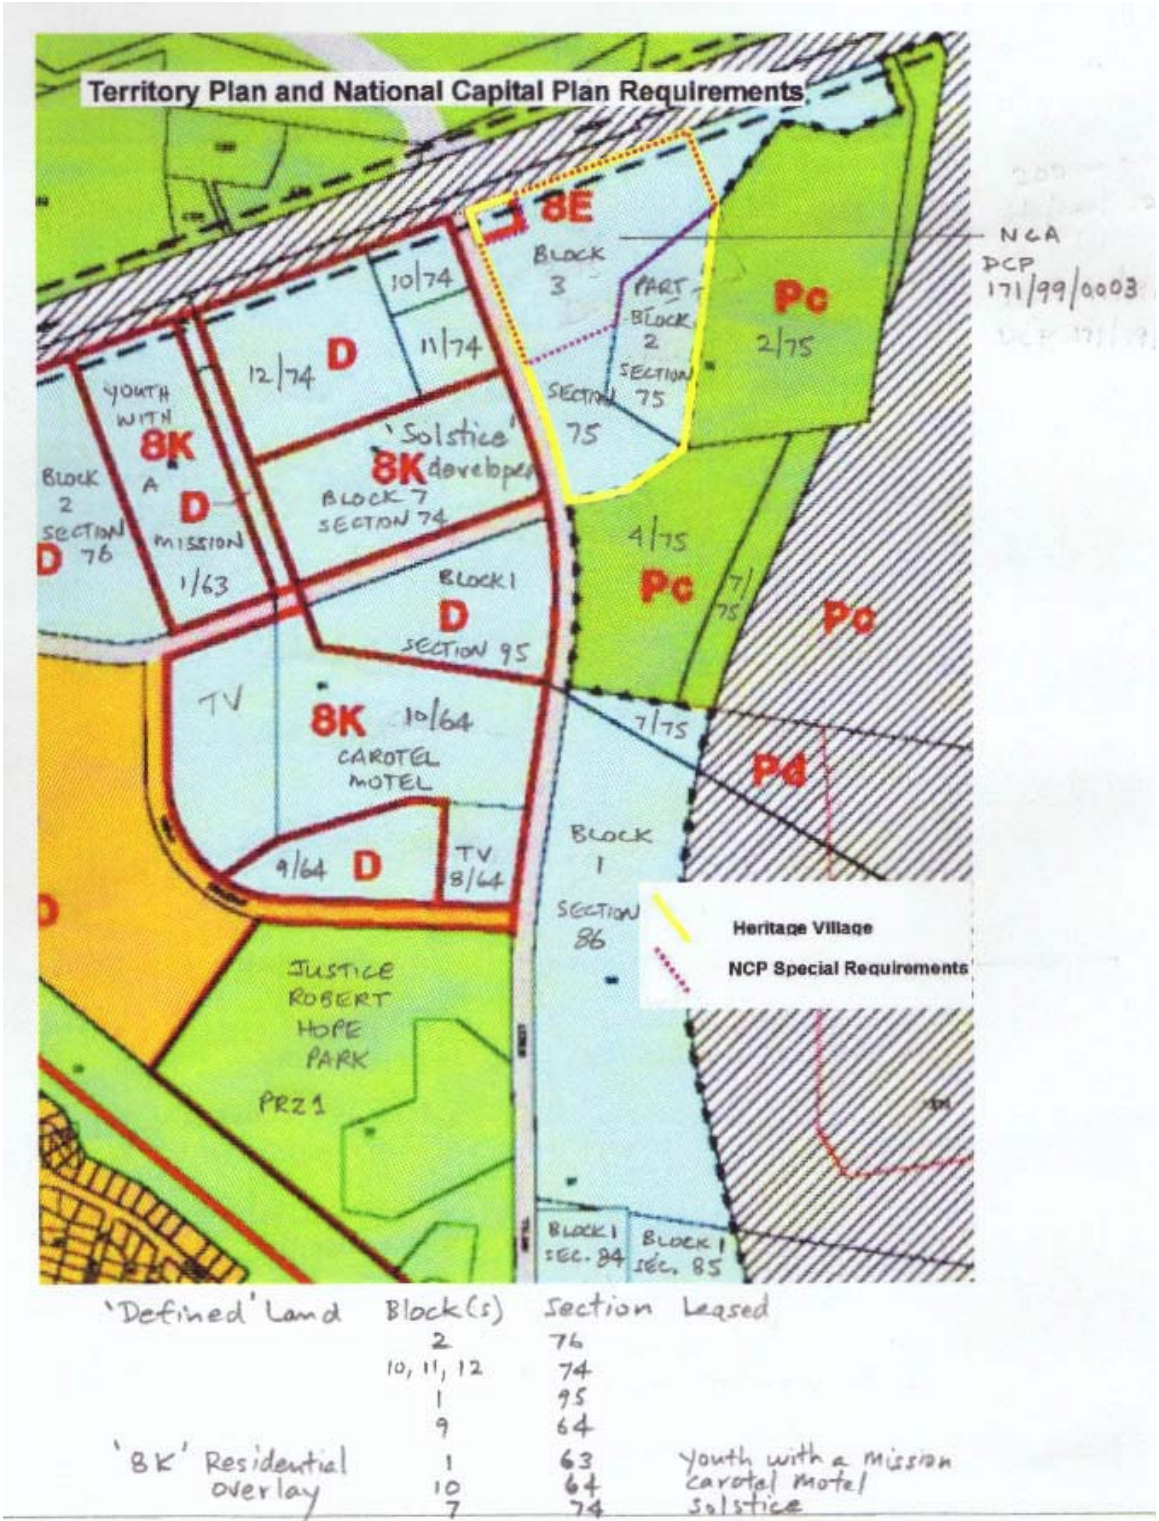 Territory Plan and National Capital Plan Requirements
8E
BLOCK
3
NCA
DCP
171/99/0003
PART
BLOCK
2
SECTION
75
SECTION
75
Pc
2/75
10/74
11/74
12/74
D
YOUTH
WITH
8K
A
D
MISSION
1/63
BLOCK
2
SECTION
76
D
'Solstice'
8K developer
BLOCK 7
SECTION 74
4/75
Pc
7/
75
Pc
BLOCK 1
D
SECTION 95
TV
8K 10/64
CAROTEL
MOTEL
7/75
Pd
9/64 D
TV
8/64
BLOCK
1
SECTION
86
Heritage Village
NCP Special Requirements
JUSTICE
ROBERT
HOPE
PARK
PRZ1
BLOCK 1
SEC. 84
BLOCK 1
SEC. 85
'Defined' Land Block(s) Section Leased
2 76
10, 11, 12 74
1 95
9 64
'8K' Residential 1 63 Youth with a mission
overlay 10 64 carotel motel
7 74 Solstice